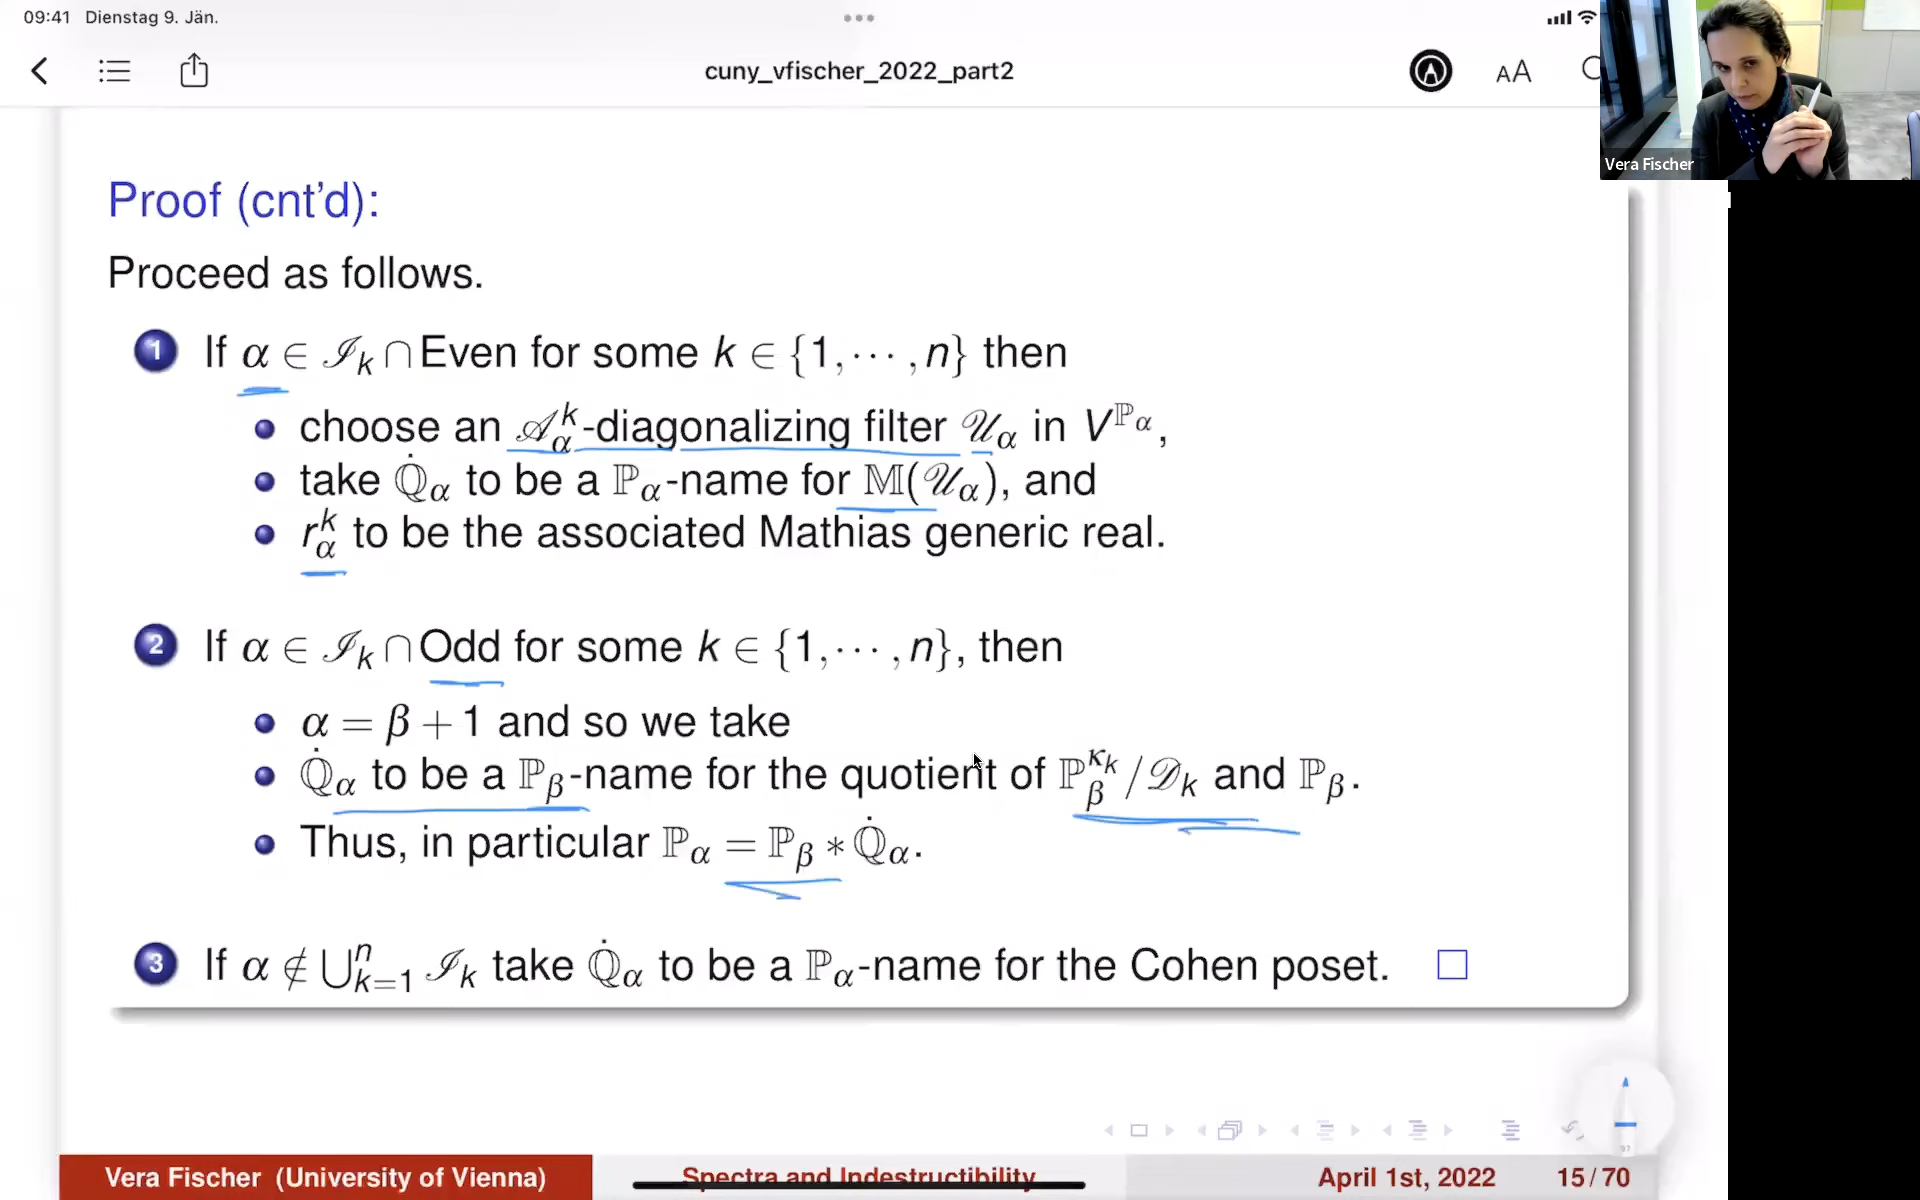 09:41 Dienstag 9. Jän.
cuny_vfischer_2022_part2
AA
Vera Fischer
Proof (cnt'd):
Proceed as follows.
1 If α ∈ ℐ_k ∩ Even for some k ∈ {1, ⋯ , n} then
choose an 𝒜_α^k-diagonalizing filter 𝒰_α in V^{ℙ_α},
take ℚ̇_α to be a ℙ_α-name for 𝕄(𝒰_α), and
r_α^k to be the associated Mathias generic real.
2 If α ∈ ℐ_k ∩ Odd for some k ∈ {1, ⋯ , n}, then
α = β + 1 and so we take
ℚ̇_α to be a ℙ_β-name for the quotient of ℙ_β^{κ_k}/𝒟_k and ℙ_β.
Thus, in particular ℙ_α = ℙ_β ∗ ℚ̇_α.
3 If α ∉ ⋃_{k=1}^n ℐ_k take ℚ̇_α to be a ℙ_α-name for the Cohen poset. □
Vera Fischer (University of Vienna) Spectra and Indestructibility April 1st, 2022 15 / 70